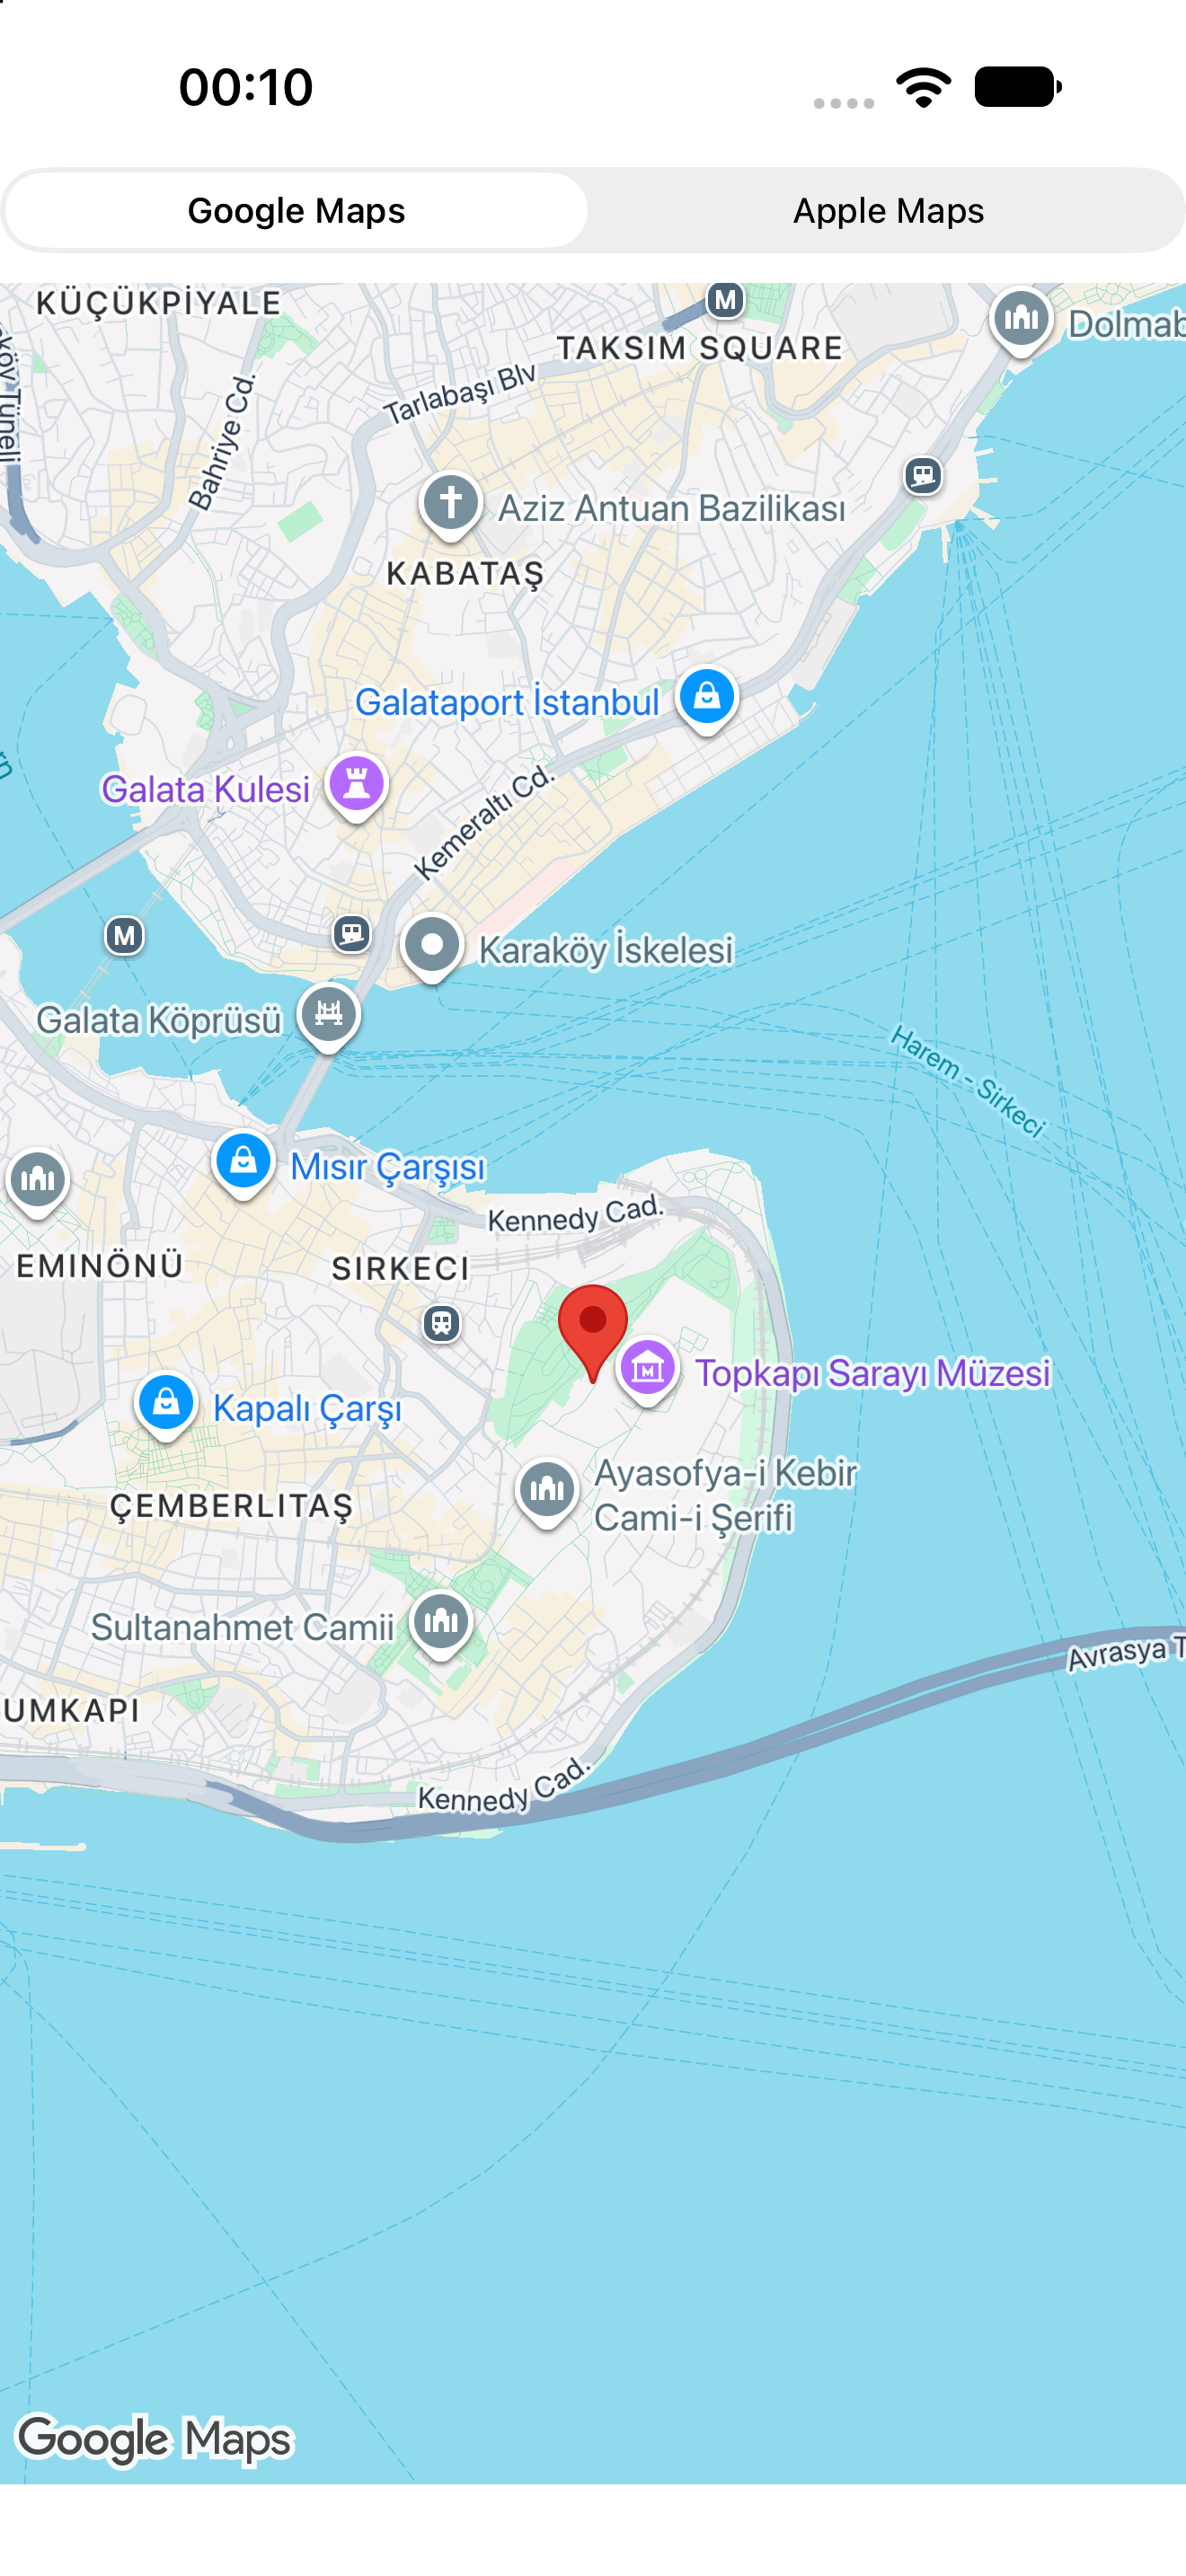 00:10
Google Maps
Apple Maps
KÜÇÜKPİYALE
M
TAKSIM SQUARE
Dolmab
köy Tüneli
Bahriye Cd.
Tarlabaşı Blv
Aziz Antuan Bazilikası
KABATAŞ
Galataport İstanbul
Galata Kulesi
Kemeraltı Cd.
M
Karaköy İskelesi
Galata Köprüsü
Harem - Sirkeci
Mısır Çarşısı
Kennedy Cad.
EMINÖNÜ
SIRKECI
M
Topkapı Sarayı Müzesi
Kapalı Çarşı
Ayasofya-i Kebir
Cami-i Şerifi
ÇEMBERLITAŞ
Sultanahmet Camii
Avrasya T
UMKAPI
Kennedy Cad.
Google Maps